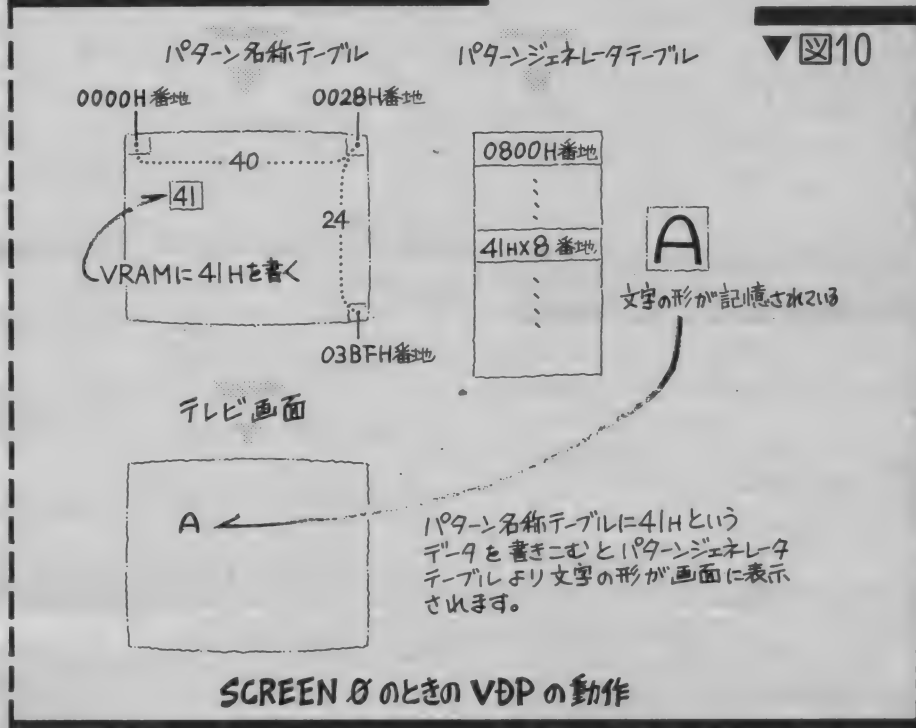 ▼図10
パターン名称テーブル
パターンジェネレータテーブル
0000H番地
0028H番地
40
41
24
VRAMに41Hを書く
03BFH番地
0800H番地
41H×8番地
A
文字の形が記憶されている
テレビ画面
A
パターン名称テーブルに41Hという
データを書きこむとパターンジェネレータ
テーブルより文字の形が画面に表示
されます。
SCREEN 0のときのVDPの動作